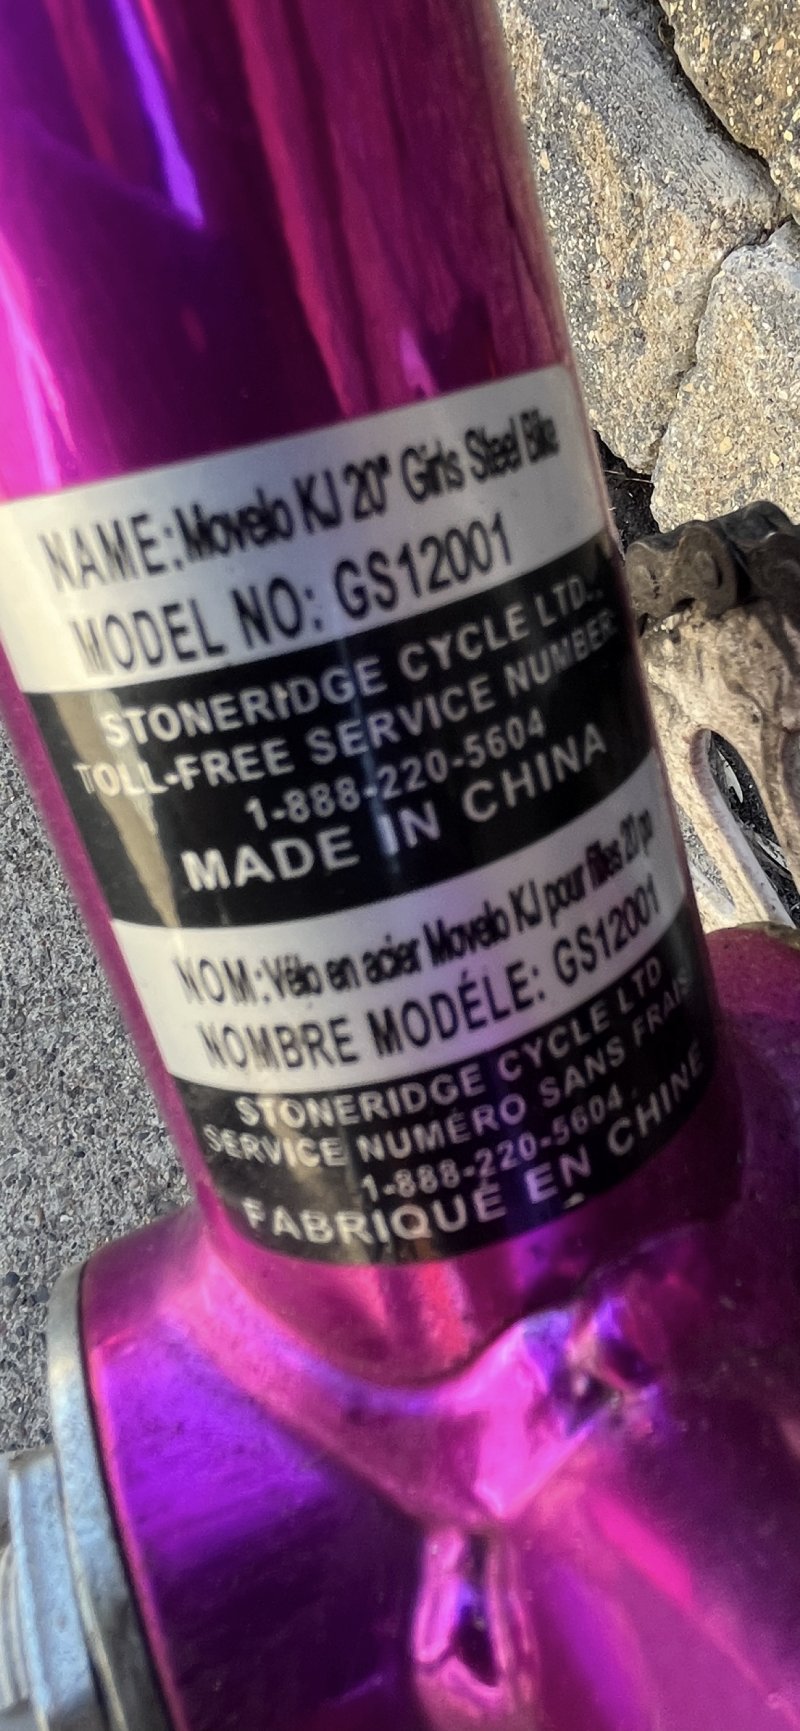 NAME:Movelo KJ 20" Girls Steel Bike
MODEL NO: GS12001
STONERIDGE CYCLE LTD.,
TOLL-FREE SERVICE NUMBER:
1-888-220-5604
MADE IN CHINA
NOM:Vélo en acier Movelo KJ pour filles 20 po
NOMBRE MODÉLE: GS12001
STONERIDGE CYCLE LTD
SERVICE NUMÉRO SANS FRAIS
1-888-220-5604
FABRIQUÉ EN CHINE